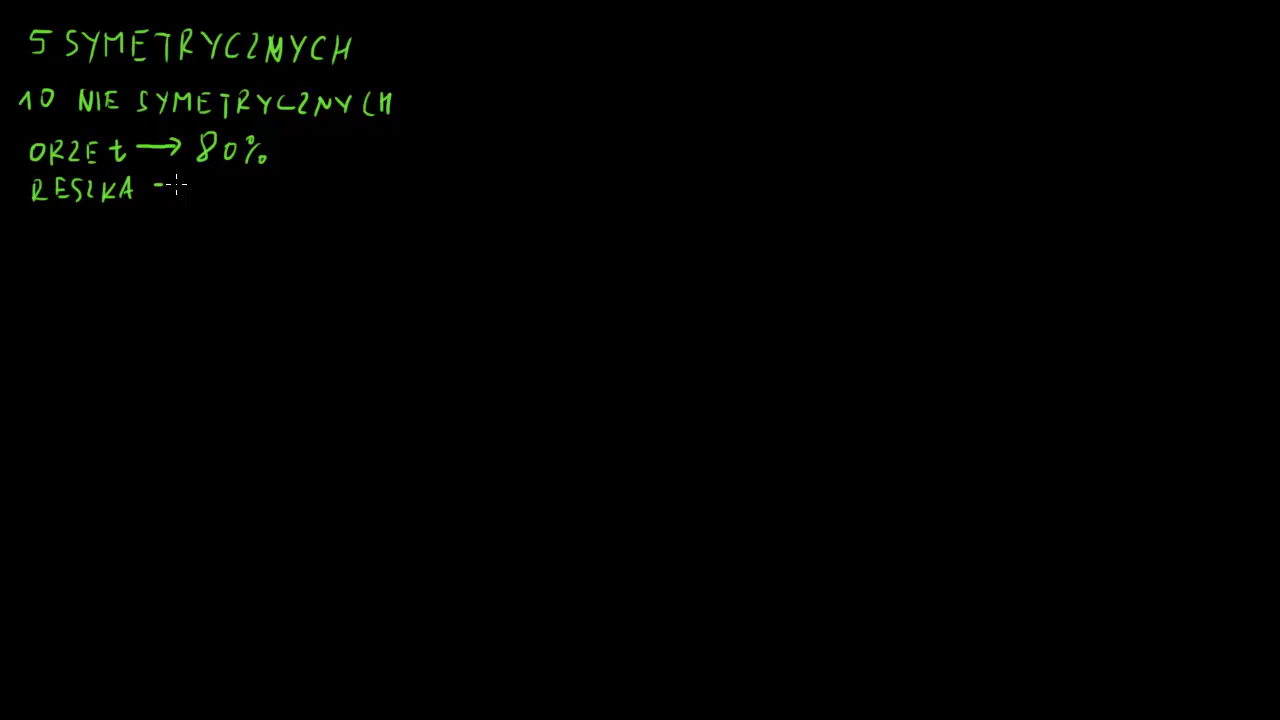 5 SYMETRYCZNYCH
10 NIE SYMETRYCZNYCH
ORZEŁ → 80%
RESZKA -